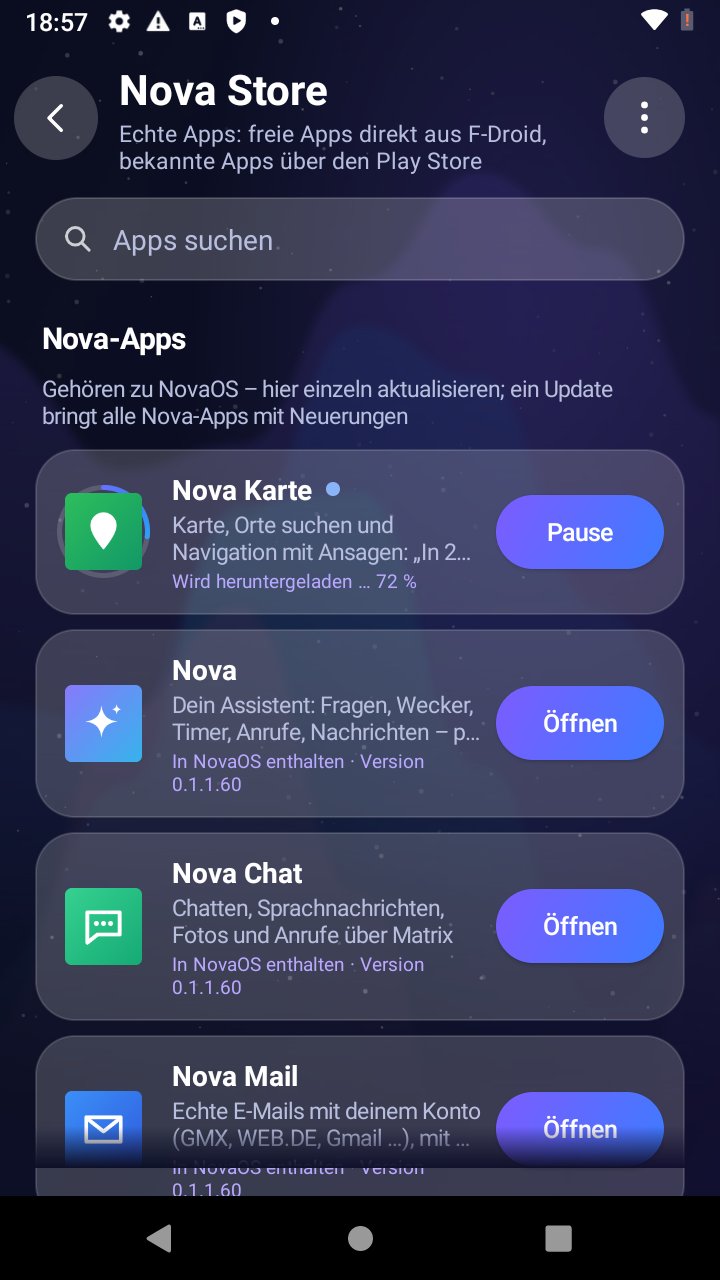 18:57
Nova Store
Echte Apps: freie Apps direkt aus F-Droid,
bekannte Apps über den Play Store
Apps suchen
Nova-Apps
Gehören zu NovaOS – hier einzeln aktualisieren; ein Update
bringt alle Nova-Apps mit Neuerungen
Nova Karte
Karte, Orte suchen und
Navigation mit Ansagen: „In 2…
Wird heruntergeladen … 72 %
Pause
Nova
Dein Assistent: Fragen, Wecker,
Timer, Anrufe, Nachrichten – p…
In NovaOS enthalten · Version
0.1.1.60
Öffnen
Nova Chat
Chatten, Sprachnachrichten,
Fotos und Anrufe über Matrix
In NovaOS enthalten · Version
0.1.1.60
Öffnen
Nova Mail
Echte E-Mails mit deinem Konto
(GMX, WEB.DE, Gmail …), mit …
In NovaOS enthalten · Version
0.1.1.60
Öffnen